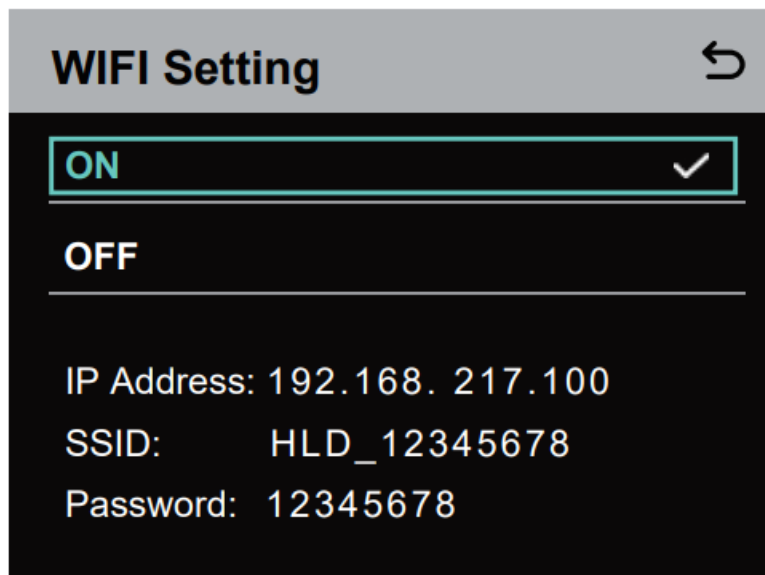 WIFI Setting
ON
OFF
IP Address: 192.168. 217.100
SSID: HLD_12345678
Password: 12345678